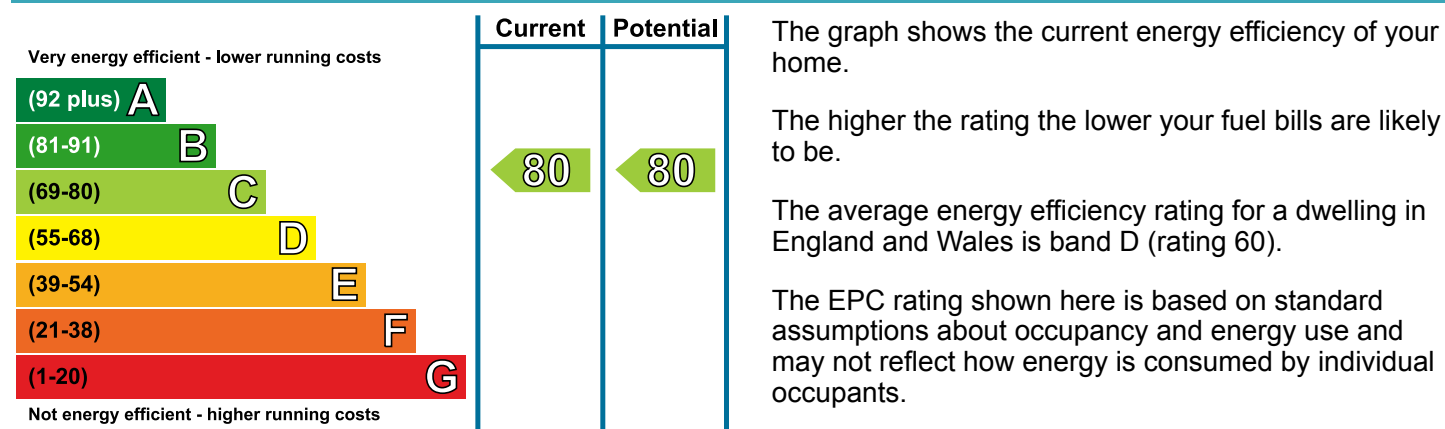 Current Potential
Very energy efficient - lower running costs
(92 plus) A
(81-91) B
(69-80) C
(55-68) D
(39-54) E
(21-38) F
(1-20) G
Not energy efficient - higher running costs
80 80
The graph shows the current energy efficiency of your
home.
The higher the rating the lower your fuel bills are likely
to be.
The average energy efficiency rating for a dwelling in
England and Wales is band D (rating 60).
The EPC rating shown here is based on standard
assumptions about occupancy and energy use and
may not reflect how energy is consumed by individual
occupants.